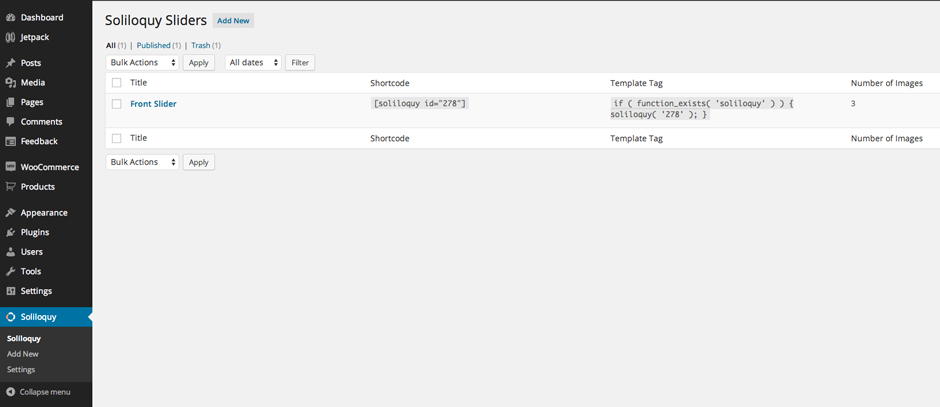 Dashboard
Jetpack
Posts
Media
Pages
Comments
Feedback
WooCommerce
Products
Appearance
Plugins
Users
Tools
Settings
Soliloquy
Soliloquy
Add New
Settings
Collapse menu
Soliloquy Sliders Add New
All (1) | Published (1) | Trash (1)
Bulk Actions Apply All dates Filter
Title Shortcode Template Tag Number of Images
Front Slider [soliloquy id="278"] if ( function_exists( 'soliloquy' ) ) { 3
soliloquy( '278' ); }
Title Shortcode Template Tag Number of Images
Bulk Actions Apply